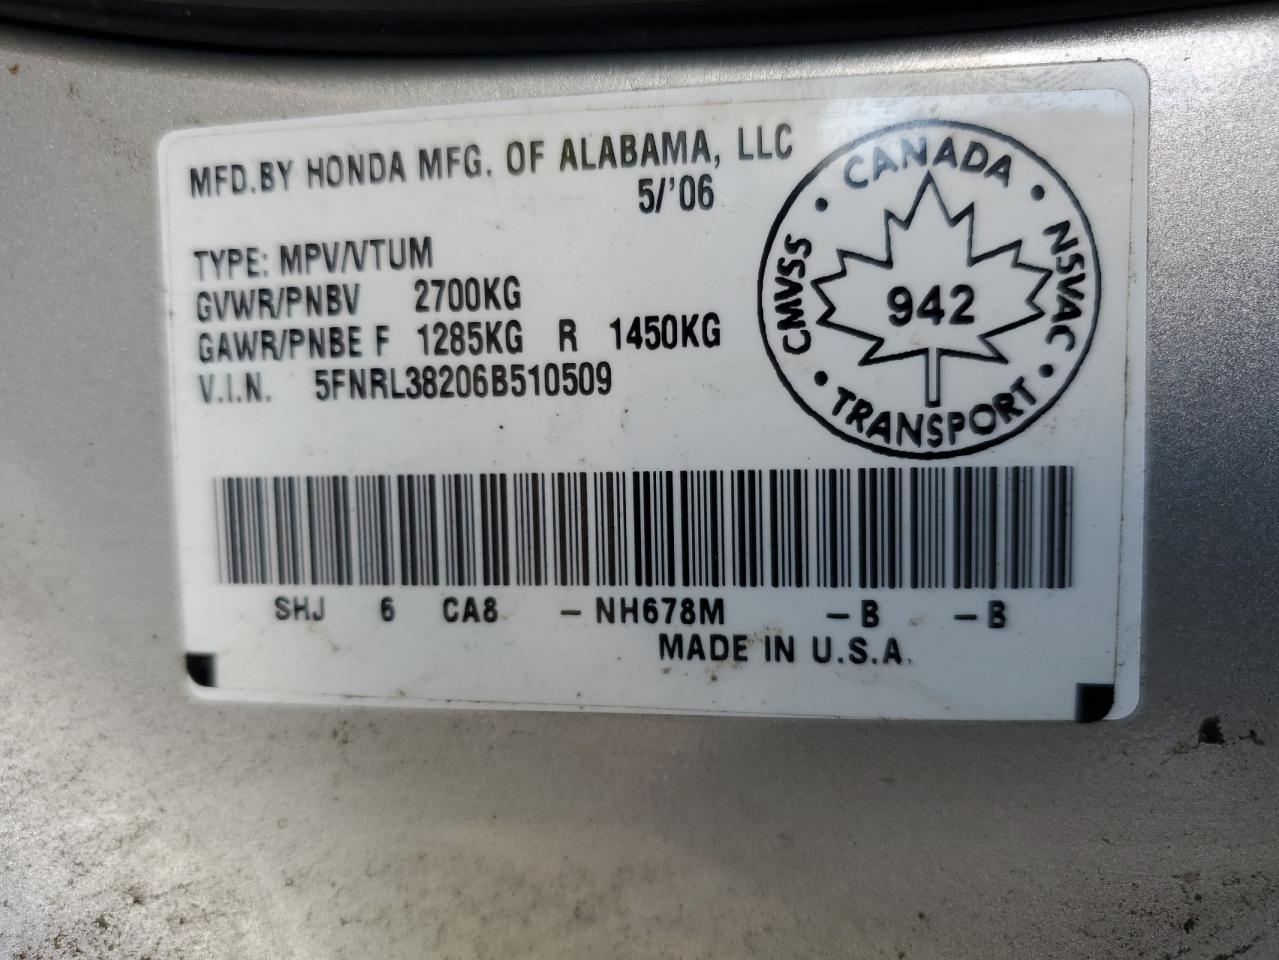 MFD.BY HONDA MFG. OF ALABAMA, LLC
5/'06
TYPE: MPV/VTUM
GVWR/PNBV 2700KG
GAWR/PNBE F 1285KG R 1450KG
V.I.N. 5FNRL38206B510509
CANADA
CMVSS
942
NSVAC
TRANSPORT
SHJ 6 CA8 -NH678M -B -B
MADE IN U.S.A.